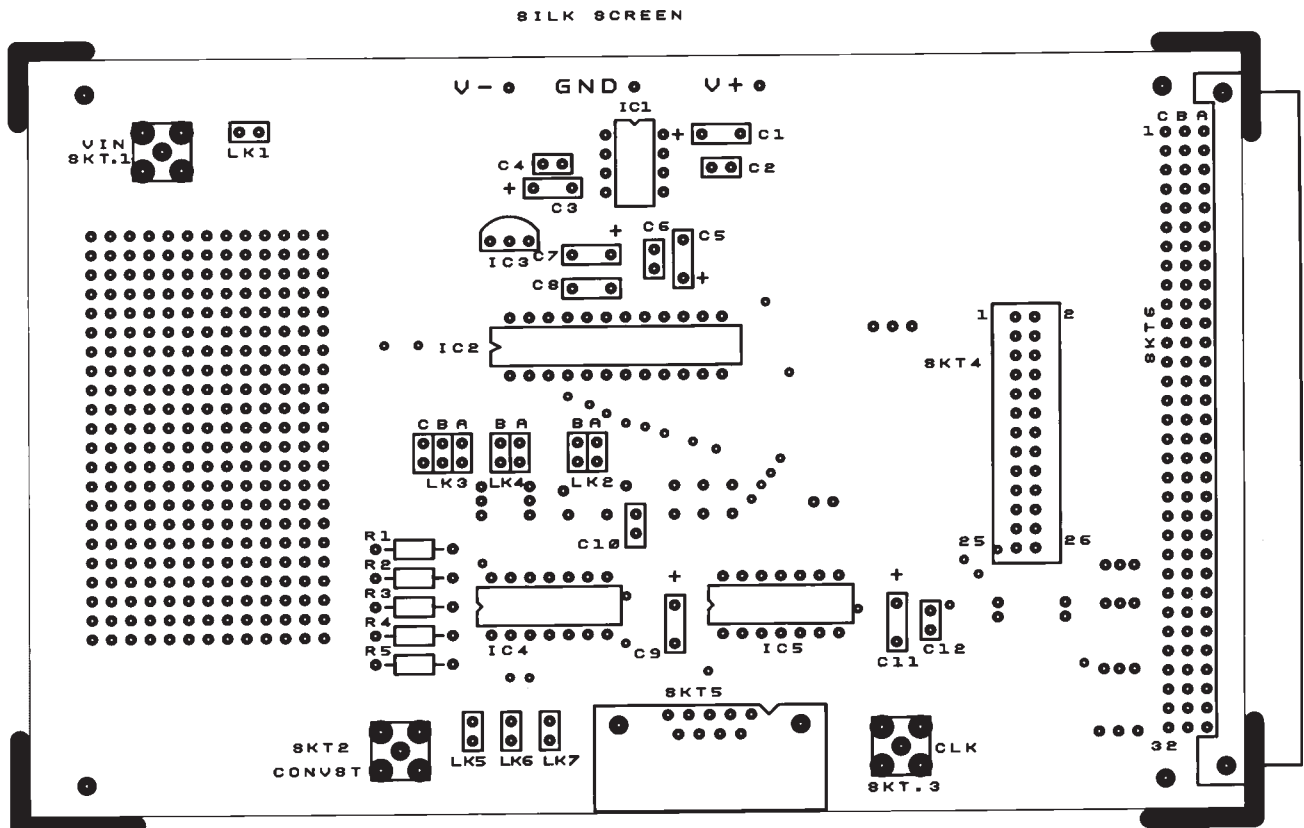 SILK SCREEN
V- GND V+
IC1
+ C1
C B A
1
VIN
SKT.1
LK1
C4
C2
+
C3
+ C6 C5
IC3 C7
+
C8
1 2
IC2
SKT4
SKT6
C B A B A B A
LK3 LK4 LK2
C10
25 26
R1
R2
R3
R4
R5
+ +
IC4 C9 IC5 C11 C12
SKT5
SKT2
CONVST
LK5 LK6 LK7
CLK
SKT.3
32